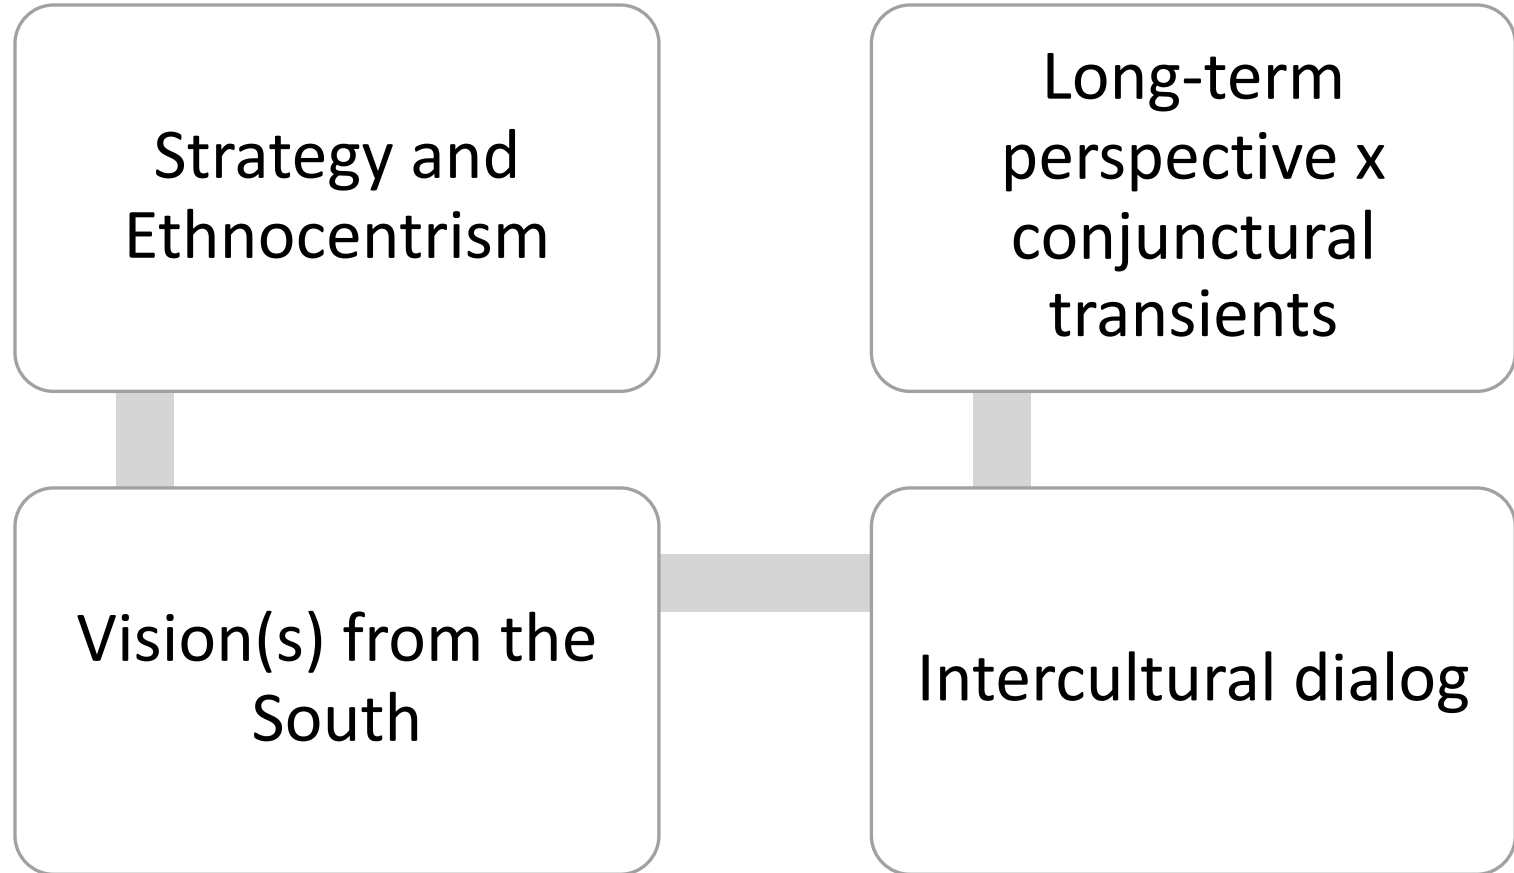 Strategy and
Ethnocentrism
Vision(s) from the
South
Intercultural dialog
Long-term
perspective x
conjunctural
transients